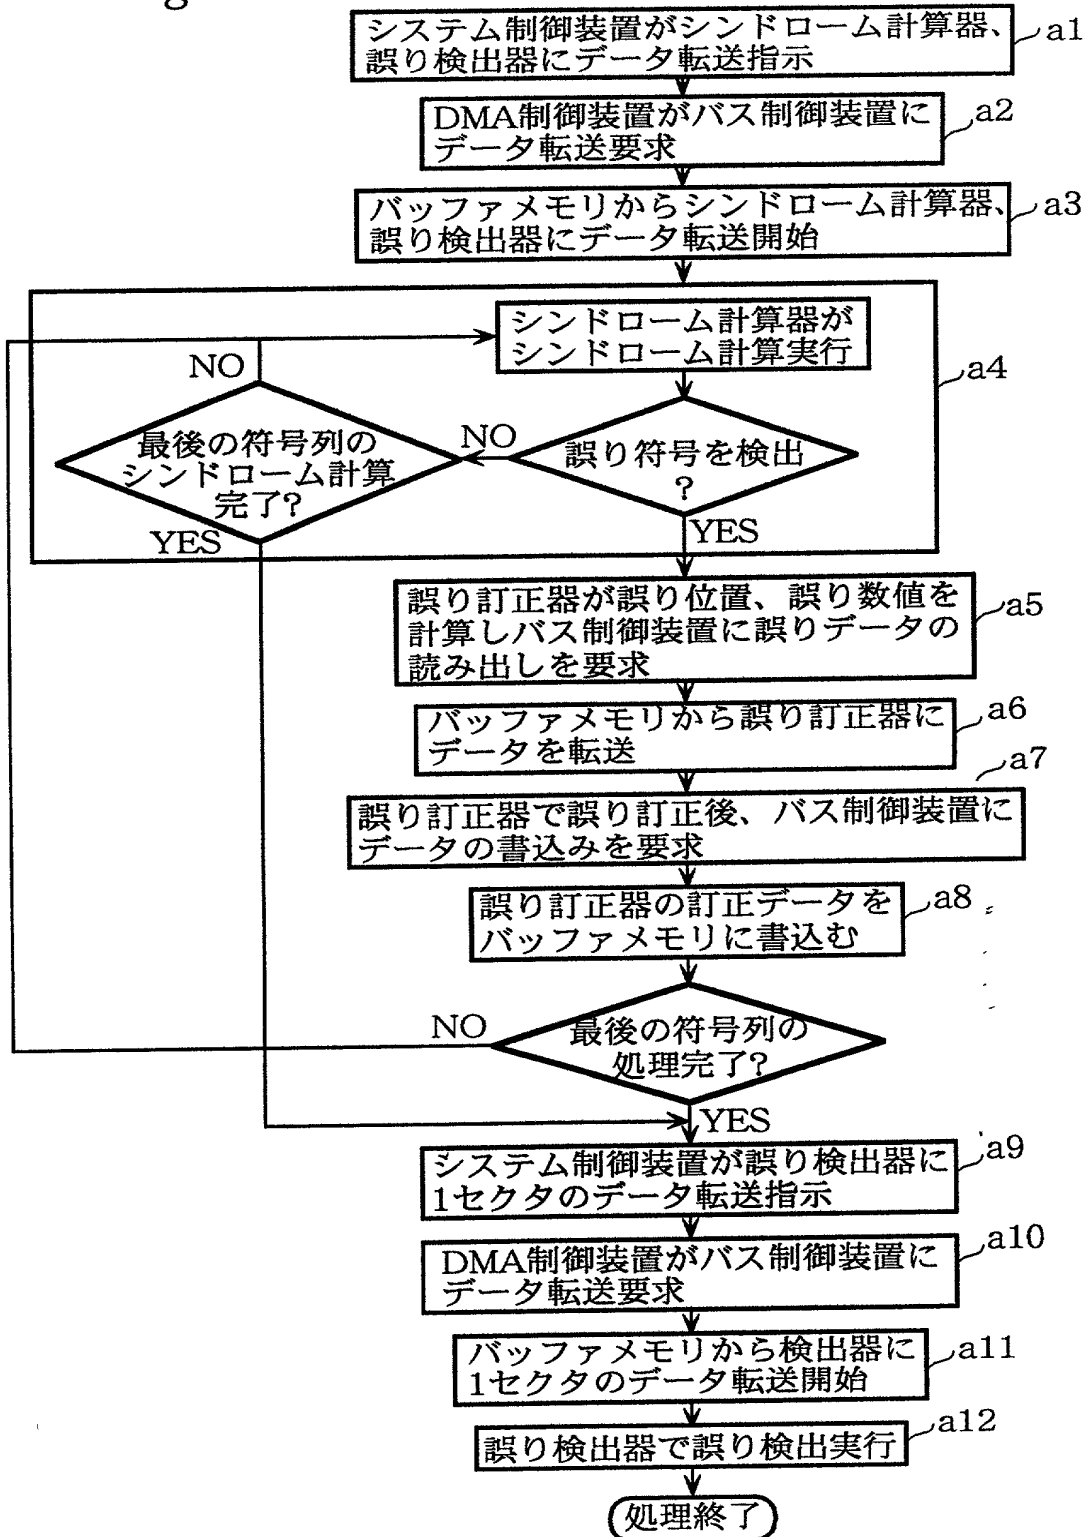 システム制御装置がシンドローム計算器、
誤り検出器にデータ転送指示
a1
DMA制御装置がバス制御装置に
データ転送要求
a2
バッファメモリからシンドローム計算器、
誤り検出器にデータ転送開始
a3
シンドローム計算器が
シンドローム計算実行
a4
NO
最後の符号列の
シンドローム計算
完了?
NO
誤り符号を検出
?
YES
YES
誤り訂正器が誤り位置、誤り数値を
計算しバス制御装置に誤りデータの
読み出しを要求
a5
バッファメモリから誤り訂正器に
データを転送
a6
a7
誤り訂正器で誤り訂正後、バス制御装置に
データの書込みを要求
誤り訂正器の訂正データを
バッファメモリに書込む
a8
NO
最後の符号列の
処理完了?
YES
システム制御装置が誤り検出器に
1セクタのデータ転送指示
a9
DMA制御装置がバス制御装置に
データ転送要求
a10
バッファメモリから検出器に
1セクタのデータ転送開始
a11
誤り検出器で誤り検出実行
a12
処理終了